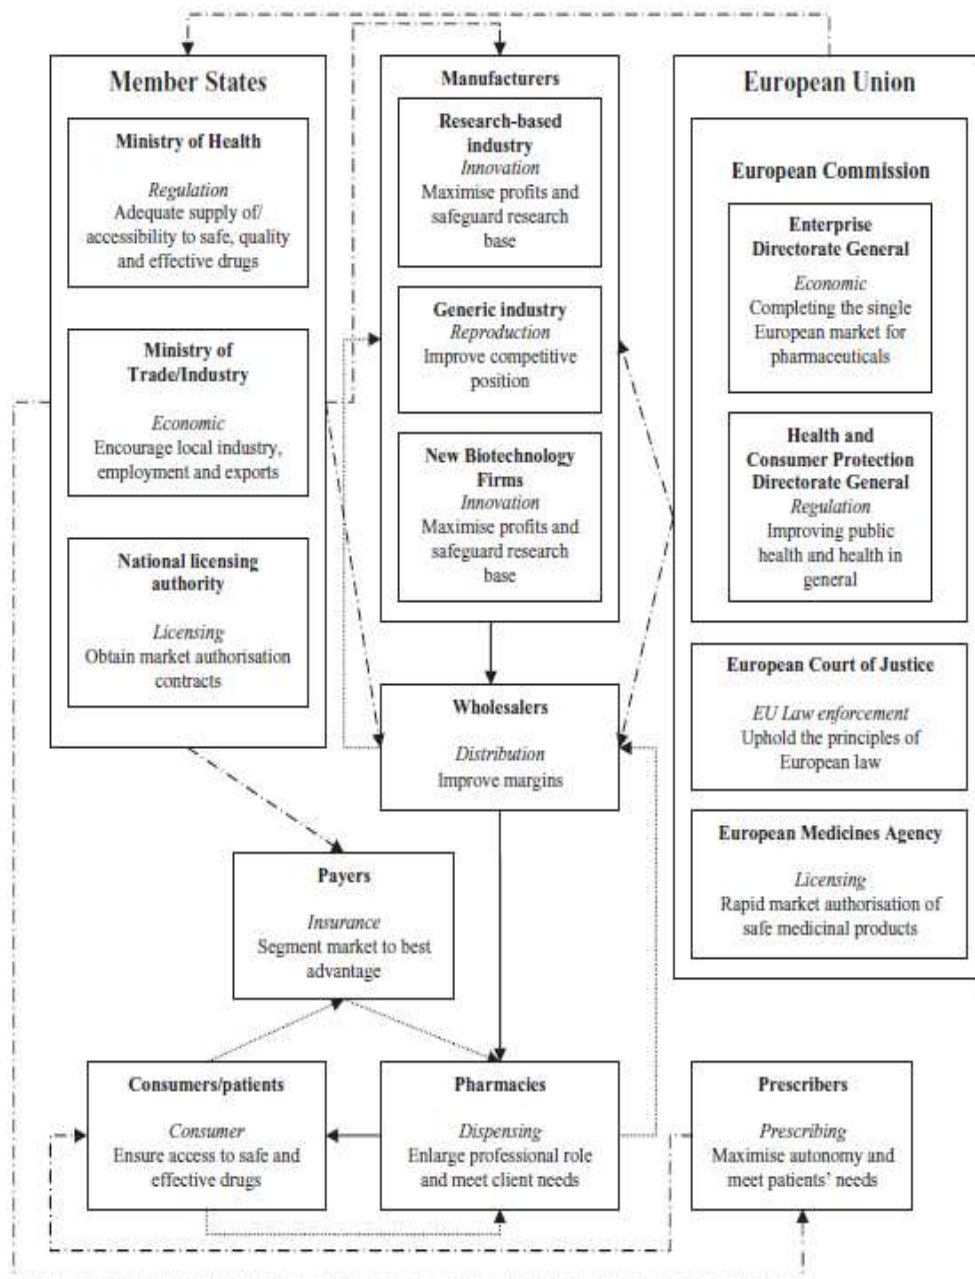 Member States
Ministry of Health
Regulation
Adequate supply of/
accessibility to safe, quality
and effective drugs
Ministry of
Trade/Industry
Economic
Encourage local industry,
employment and exports
National licensing
authority
Licensing
Obtain market authorisation
contracts
Manufacturers
Research-based
industry
Innovation
Maximise profits and
safeguard research
base
Generic industry
Reproduction
Improve competitive
position
New Biotechnology
Firms
Innovation
Maximise profits and
safeguard research
base
European Union
European Commission
Enterprise
Directorate General
Economic
Completing the single
European market for
pharmaceuticals
Health and
Consumer Protection
Directorate General
Regulation
Improving public
health and health in
general
European Court of Justice
EU Law enforcement
Uphold the principles of
European law
European Medicines Agency
Licensing
Rapid market authorisation of
safe medicinal products
Wholesalers
Distribution
Improve margins
Payers
Insurance
Segment market to best
advantage
Consumers/patients
Consumer
Ensure access to safe and
effective drugs
Pharmacies
Dispensing
Enlarge professional role
and meet client needs
Prescribers
Prescribing
Maximise autonomy and
meet patients' needs